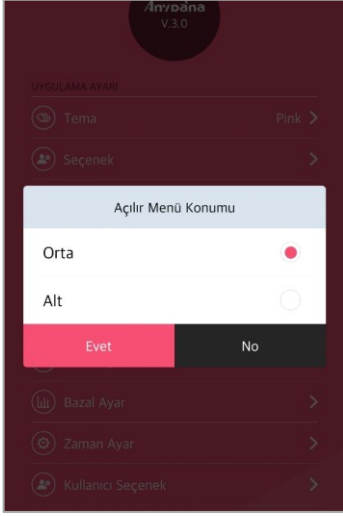 Anydana
V.3.0
UYGULAMA AYARI
Tema Pink
Seçenek
Açılır Menü Konumu
Orta
Alt
Evet No
Bazal Ayar
Zaman Ayar
Kullanıcı Seçenek